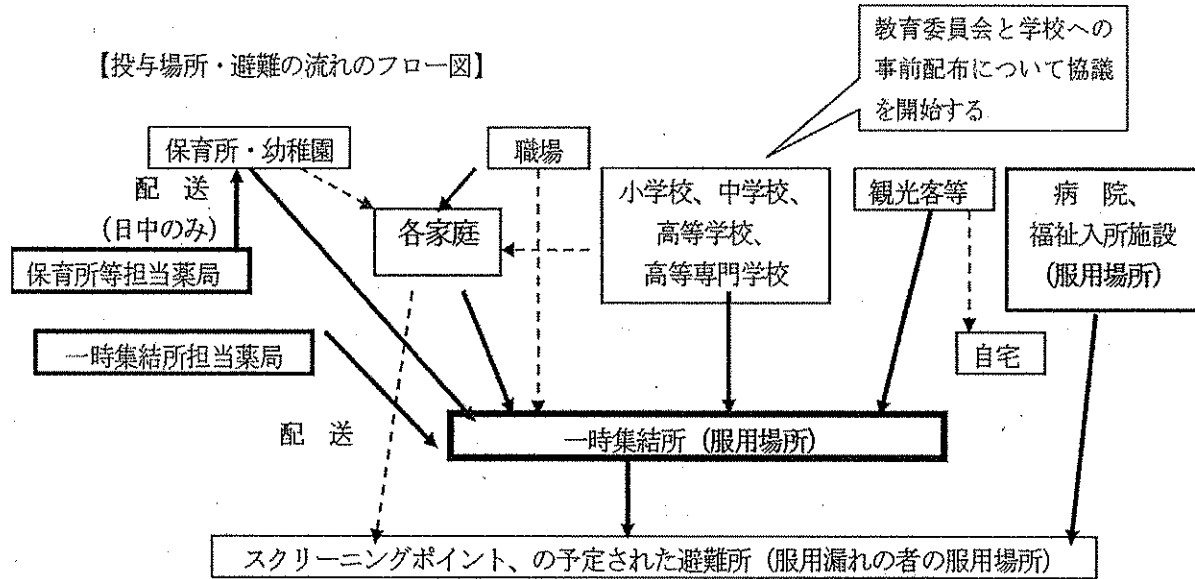 教育委員会と学校への
事前配布について協議
を開始する
【投与場所・避難の流れのフロー図】
保育所・幼稚園
職場
配　送
(日中のみ)
各家庭
小学校、中学校、
高等学校、
高等専門学校
観光客等
病　院、
福祉入所施設
(服用場所)
保育所等担当薬局
一時集結所担当薬局
自宅
配　送
一時集結所（服用場所）
スクリーニングポイント、の予定された避難所（服用漏れの者の服用場所）